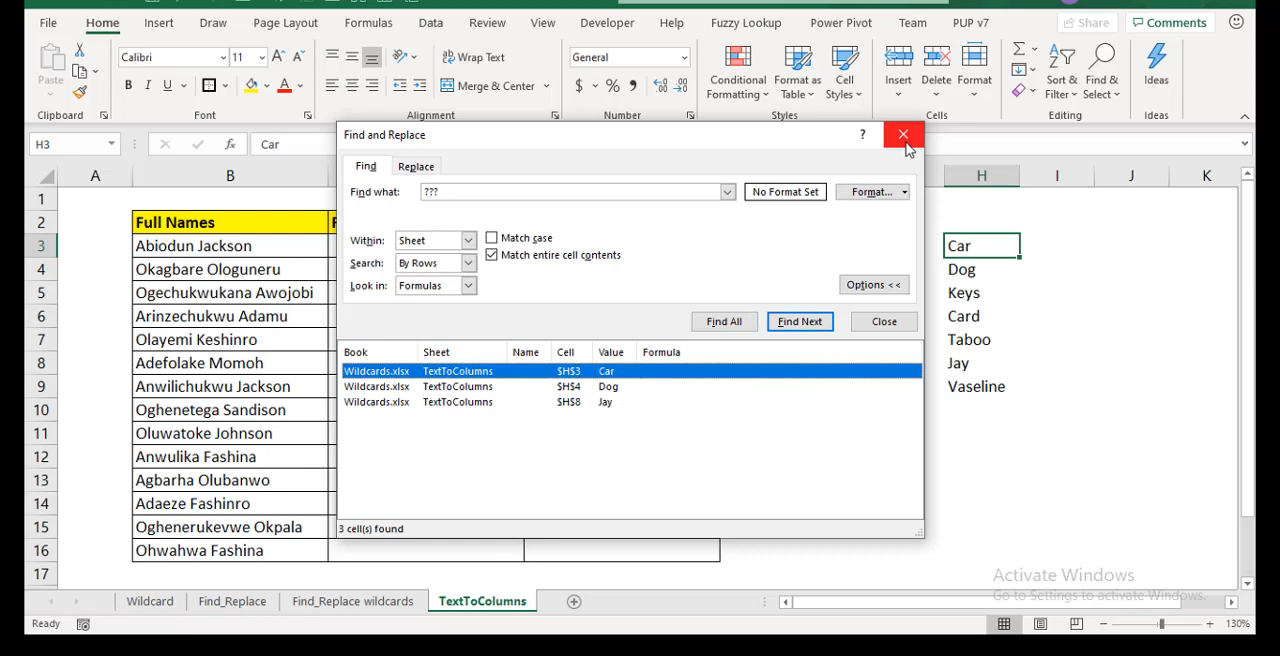 File Home Insert Draw Page Layout Formulas Data Review View Developer Help Fuzzy Lookup Power Pivot Team PUP v7 Share Comments
Calibri 11 Wrap Text General
Paste B I U Merge & Center $ % Conditional Formatting Format as Table Cell Styles Insert Delete Format Sort & Filter Find & Select Ideas
Clipboard Font Alignment Number Styles Cells Editing Ideas
H3 fx Car
Find and Replace ?
Find Replace
Find what: ??? No Format Set Format...
Within: Sheet Match case
Search: By Rows Match entire cell contents
Look in: Formulas Options <<
Find All Find Next Close
Book Sheet Name Cell Value Formula
Wildcards.xlsx TextToColumns $H$3 Car
Wildcards.xlsx TextToColumns $H$4 Dog
Wildcards.xlsx TextToColumns $H$8 Jay
3 cell(s) found
A B H I J K
1
2 Full Names F
3 Abiodun Jackson Car
4 Okagbare Ologuneru Dog
5 Ogechukwukana Awojobi Keys
6 Arinzechukwu Adamu Card
7 Olayemi Keshinro Taboo
8 Adefolake Momoh Jay
9 Anwilichukwu Jackson Vaseline
10 Oghenetega Sandison
11 Oluwatoke Johnson
12 Anwulika Fashina
13 Agbarha Olubanwo
14 Adaeze Fashinro
15 Oghenerukevwe Okpala
16 Ohwahwa Fashina
17
Activate Windows
Go to Settings to activate Windows.
Wildcard Find_Replace Find_Replace wildcards TextToColumns
Ready 130%